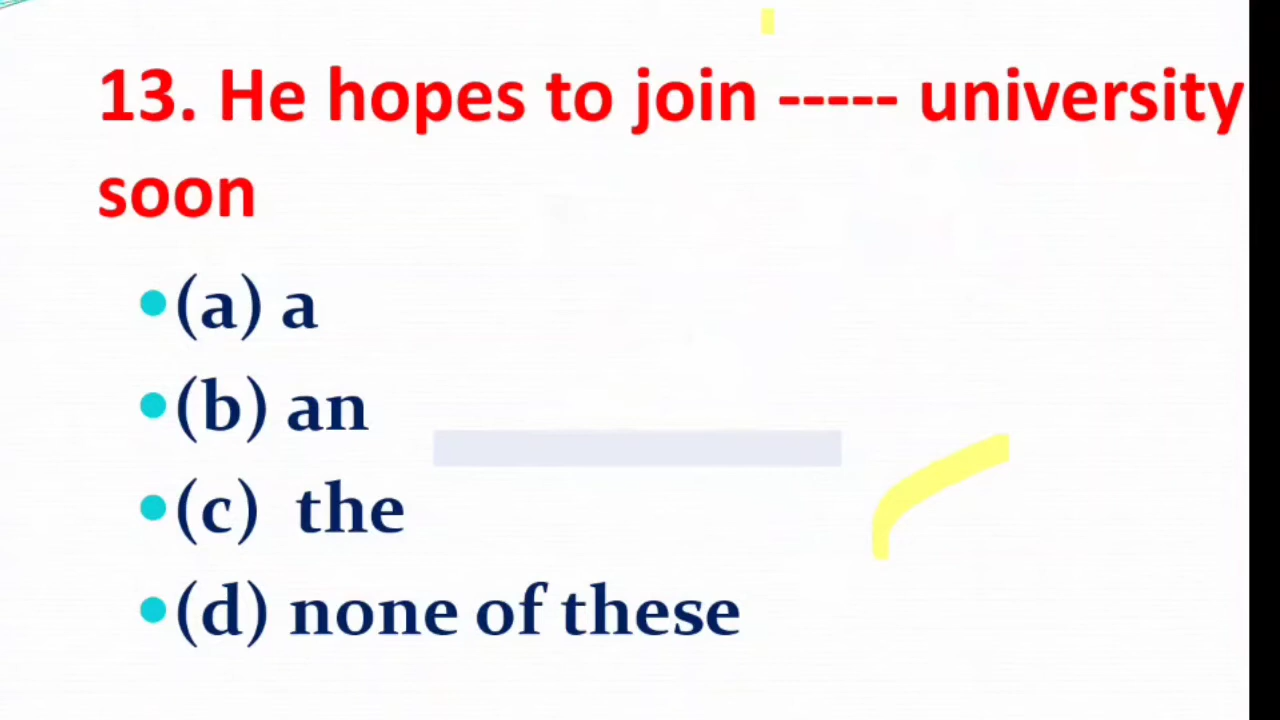 13. He hopes to join ----- university
soon
(a) a
(b) an
(c) the
(d) none of these